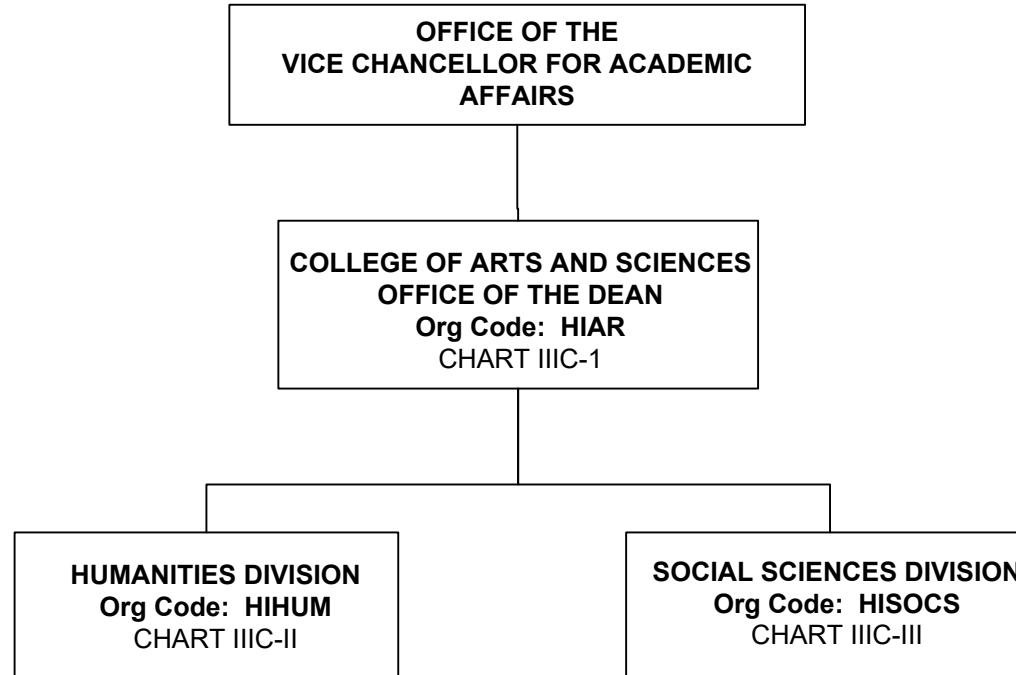 OFFICE OF THE
VICE CHANCELLOR FOR ACADEMIC
AFFAIRS
COLLEGE OF ARTS AND SCIENCES
OFFICE OF THE DEAN
Org Code:  HIAR
CHART IIIC-1
HUMANITIES DIVISION
Org Code:  HIHUM
CHART IIIC-II
SOCIAL SCIENCES DIVISION
Org Code:  HISOCS
CHART IIIC-III